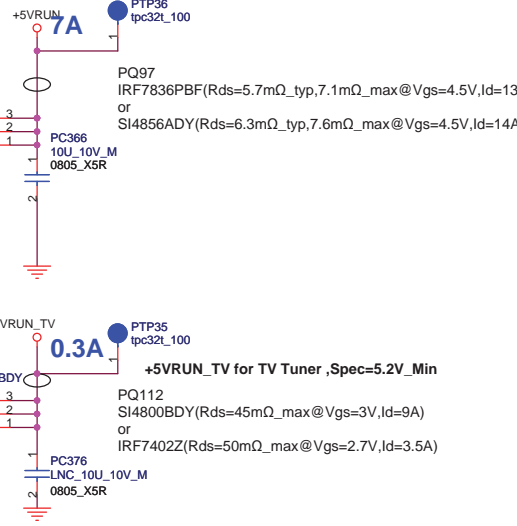 +5VRUN
7A
PTP36
tpc32t_100
1
PQ97
IRF7836PBF(Rds=5.7mΩ_typ,7.1mΩ_max@Vgs=4.5V,Id=13
or
SI4856ADY(Rds=6.3mΩ_typ,7.6mΩ_max@Vgs=4.5V,Id=14A
3
2
1
PC366
10U_10V_M
0805_X5R
1
2
VRUN_TV
0.3A
PTP35
tpc32t_100
1
+5VRUN_TV for TV Tuner ,Spec=5.2V_Min
BDY
PQ112
SI4800BDY(Rds=45mΩ_max@Vgs=3V,Id=9A)
or
IRF7402Z(Rds=50mΩ_max@Vgs=2.7V,Id=3.5A)
3
2
1
PC376
LNC_10U_10V_M
0805_X5R
1
2